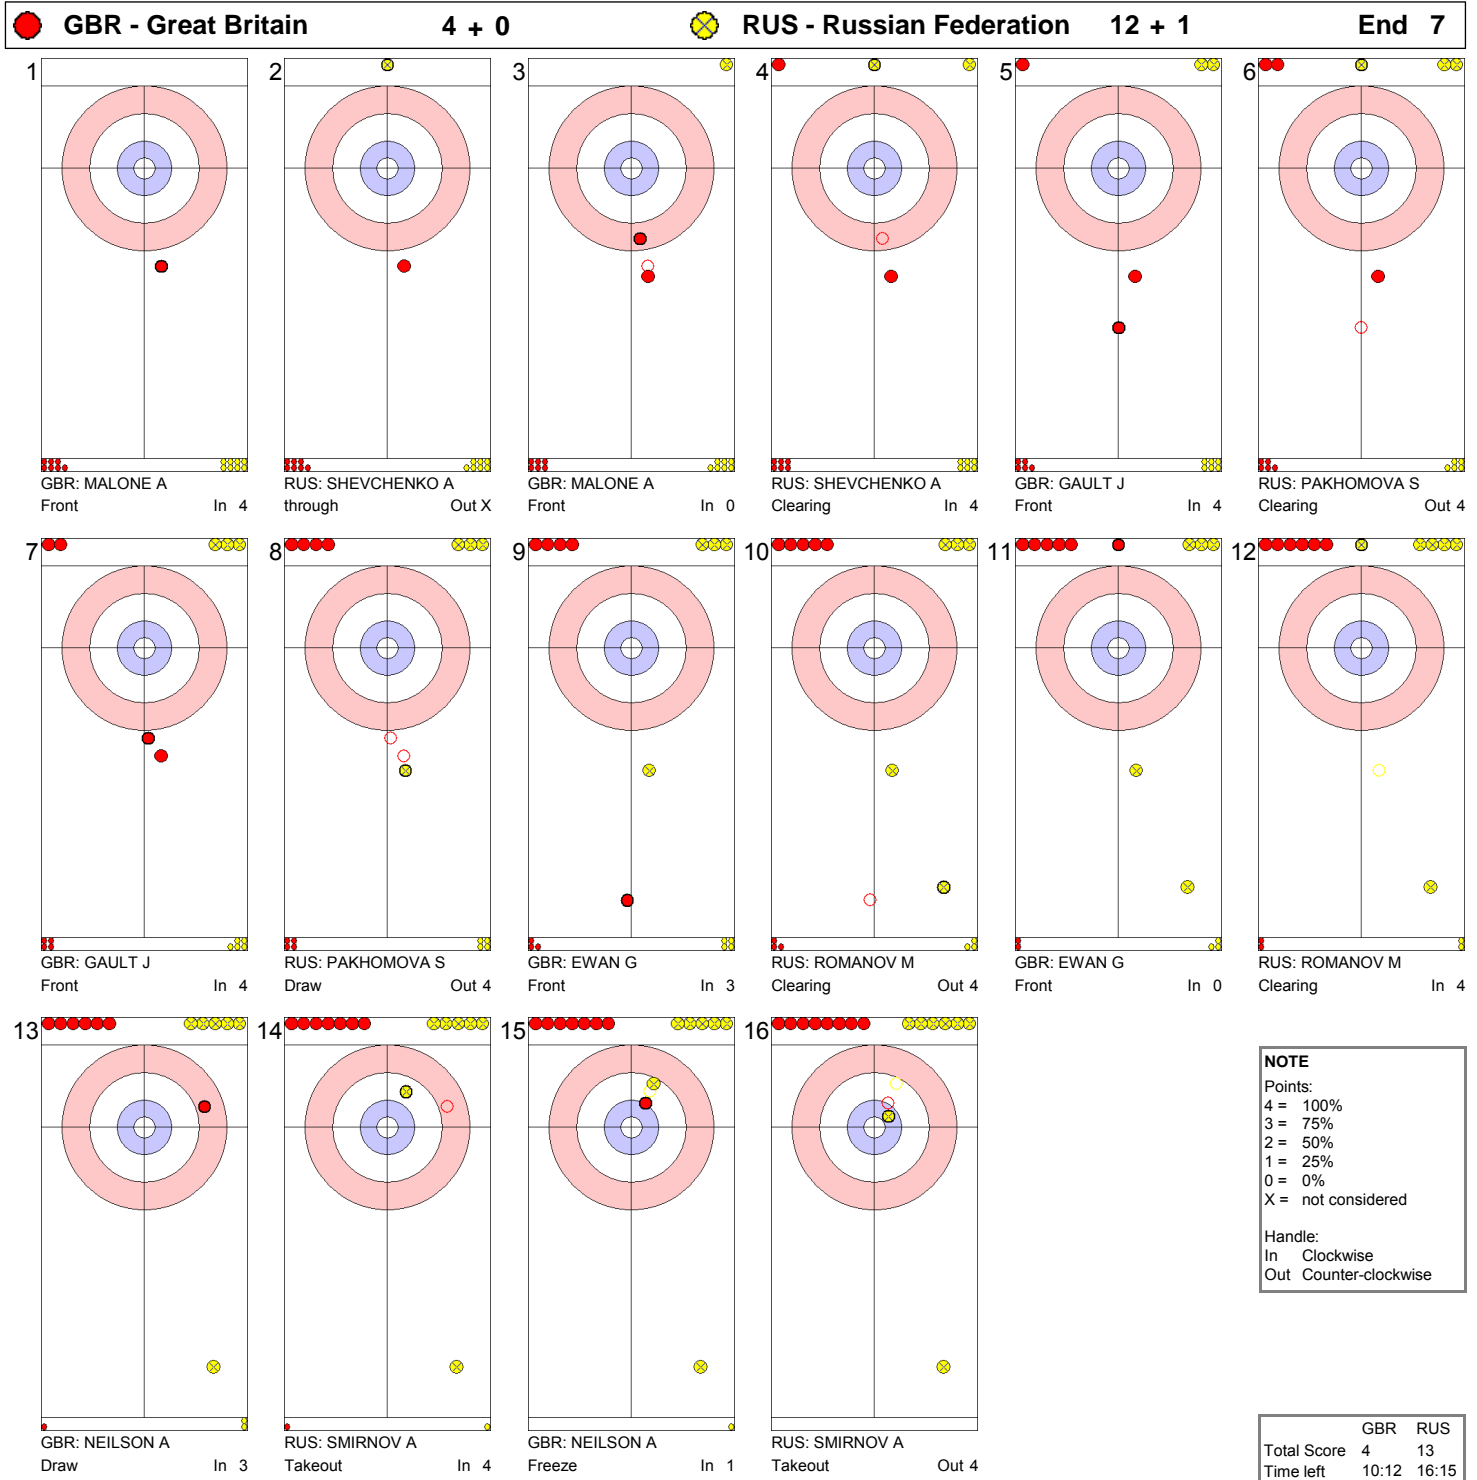 GBR - Great Britain 4 + 0 RUS - Russian Federation 12 + 1 End 7
1 2 3 4 5 6
GBR: MALONE A RUS: SHEVCHENKO A GBR: MALONE A RUS: SHEVCHENKO A GBR: GAULT J RUS: PAKHOMOVA S
Front In 4 through Out X Front In 0 Clearing In 4 Front In 4 Clearing Out 4
7 8 9 10 11 12
GBR: GAULT J RUS: PAKHOMOVA S GBR: EWAN G RUS: ROMANOV M GBR: EWAN G RUS: ROMANOV M
Front In 4 Draw Out 4 Front In 3 Clearing Out 4 Front In 0 Clearing In 4
13 14 15 16
GBR: NEILSON A RUS: SMIRNOV A GBR: NEILSON A RUS: SMIRNOV A
Draw In 3 Takeout In 4 Freeze In 1 Takeout Out 4
NOTE
Points:
4 = 100%
3 = 75%
2 = 50%
1 = 25%
0 = 0%
X = not considered
Handle:
In Clockwise
Out Counter-clockwise
GBR RUS
Total Score 4 13
Time left 10:12 16:15